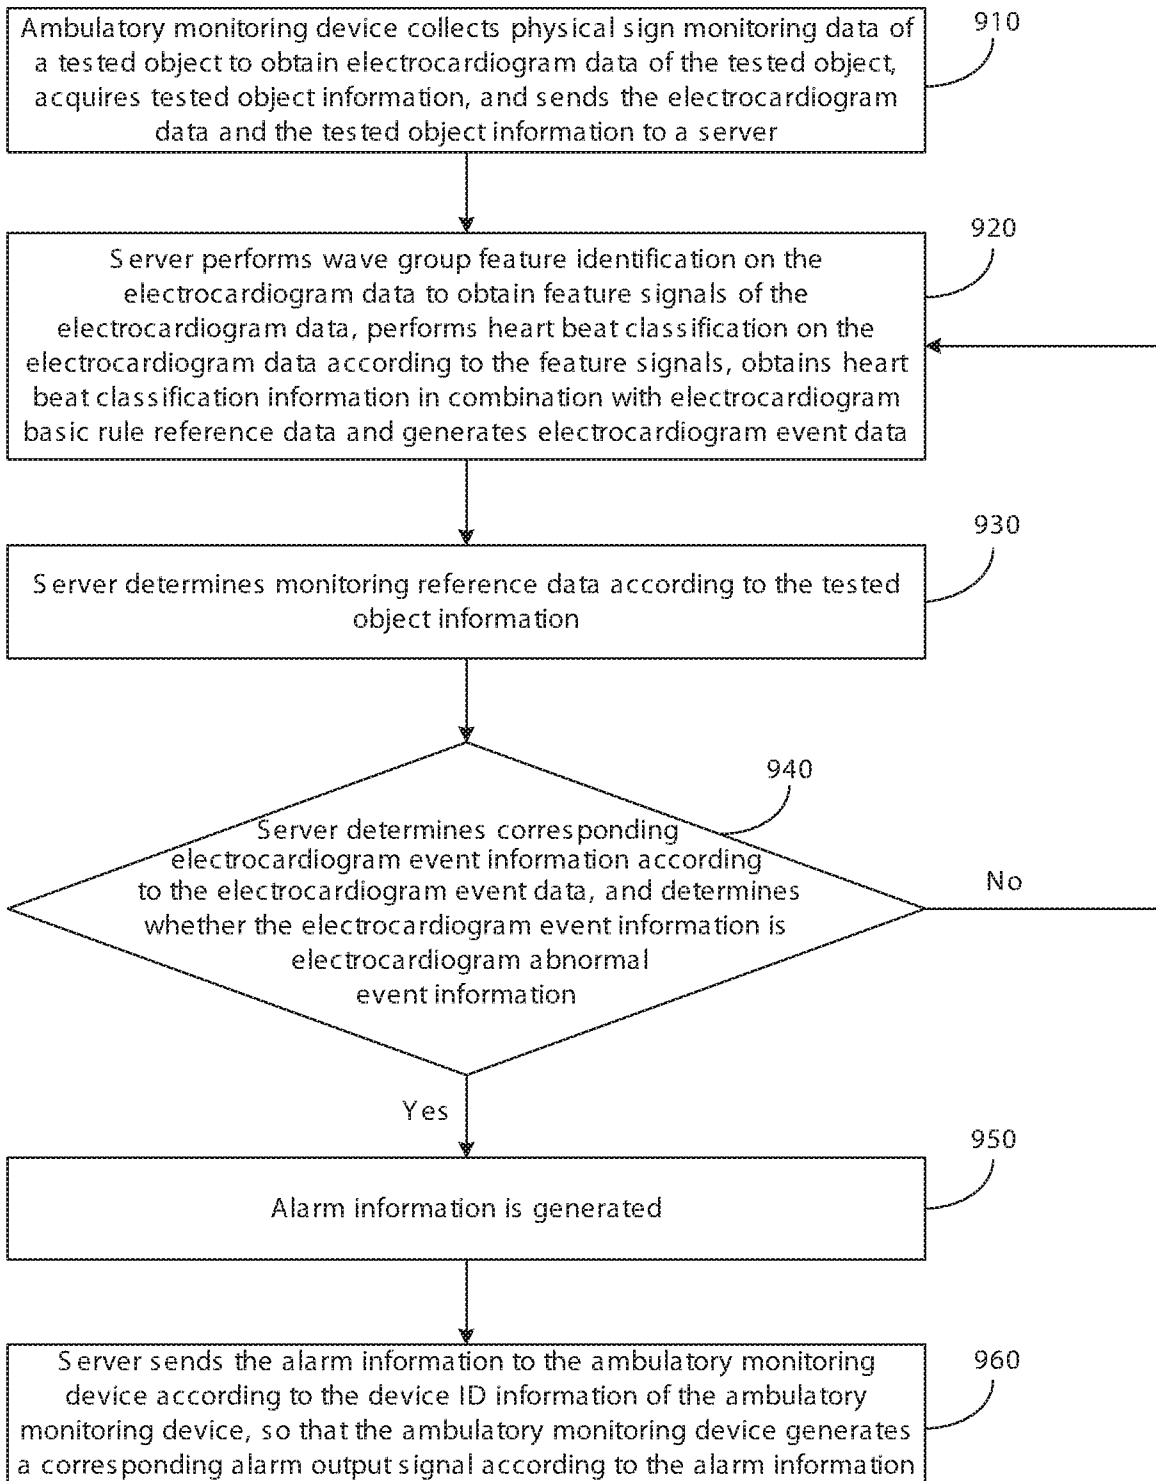 910
Ambulatory monitoring device collects physical sign monitoring data of
a tested object to obtain electrocardiogram data of the tested object,
acquires tested object information, and sends the electrocardiogram
data and the tested object information to a server
920
Server performs wave group feature identification on the
electrocardiogram data to obtain feature signals of the
electrocardiogram data, performs heart beat classification on the
electrocardiogram data according to the feature signals, obtains heart
beat classification information in combination with electrocardiogram
basic rule reference data and generates electrocardiogram event data
930
Server determines monitoring reference data according to the tested
object information
940
Server determines corresponding
electrocardiogram event information according
to the electrocardiogram event data, and determines
whether the electrocardiogram event information is
electrocardiogram abnormal
event information
No
Yes
950
Alarm information is generated
960
Server sends the alarm information to the ambulatory monitoring
device according to the device ID information of the ambulatory
monitoring device, so that the ambulatory monitoring device generates
a corresponding alarm output signal according to the alarm information